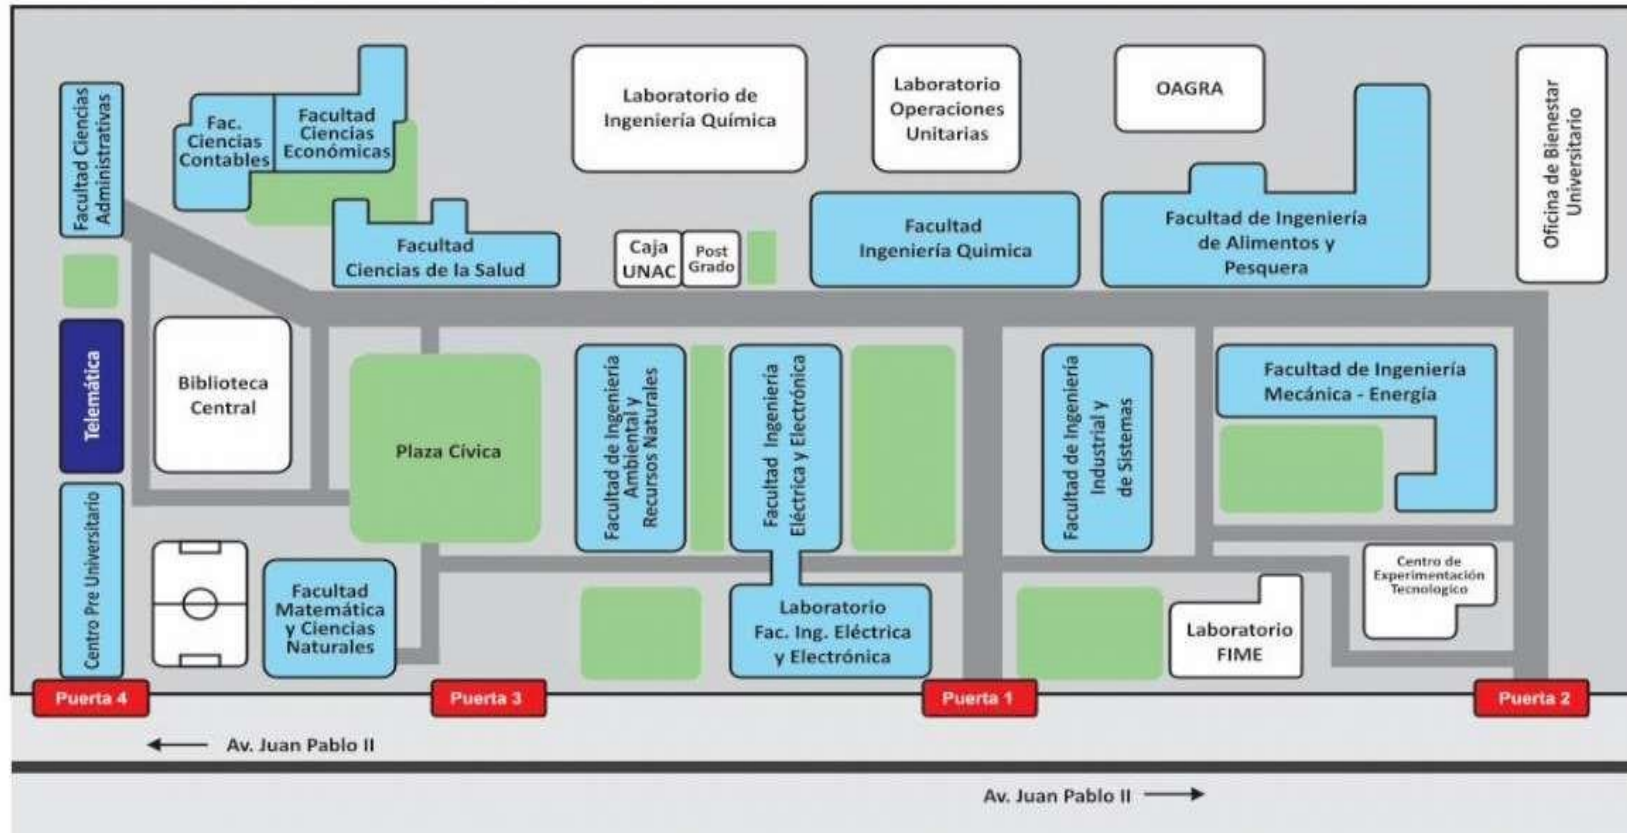 Facultad Ciencias
Administrativas
Fac.
Ciencias
Contables
Facultad
Ciencias
Económicas
Laboratorio de
Ingeniería Química
Laboratorio
Operaciones
Unitarias
OAGRA
Oficina de Bienestar
Universitario
Facultad
Ciencias de la Salud
Caja
UNAC
Post
Grado
Facultad
Ingeniería Quimica
Facultad de Ingeniería
de Alimentos y
Pesquera
Telemática
Biblioteca
Central
Plaza Cívica
Facultad de Ingeniería
Ambiental y
Recursos Naturales
Facultad Ingenieria
Eléctrica y Electrónica
Facultad de Ingeniería
Industrial y
de Sistemas
Facultad de Ingeniería
Mecánica - Energía
Centro Pre Universitario
Facultad
Matemática
y Ciencias
Naturales
Laboratorio
Fac. Ing. Eléctrica
y Electrónica
Laboratorio
FIME
Centro de
Experimentación
Tecnologico
Puerta 4
Puerta 3
Puerta 1
Puerta 2
Av. Juan Pablo II
Av. Juan Pablo II